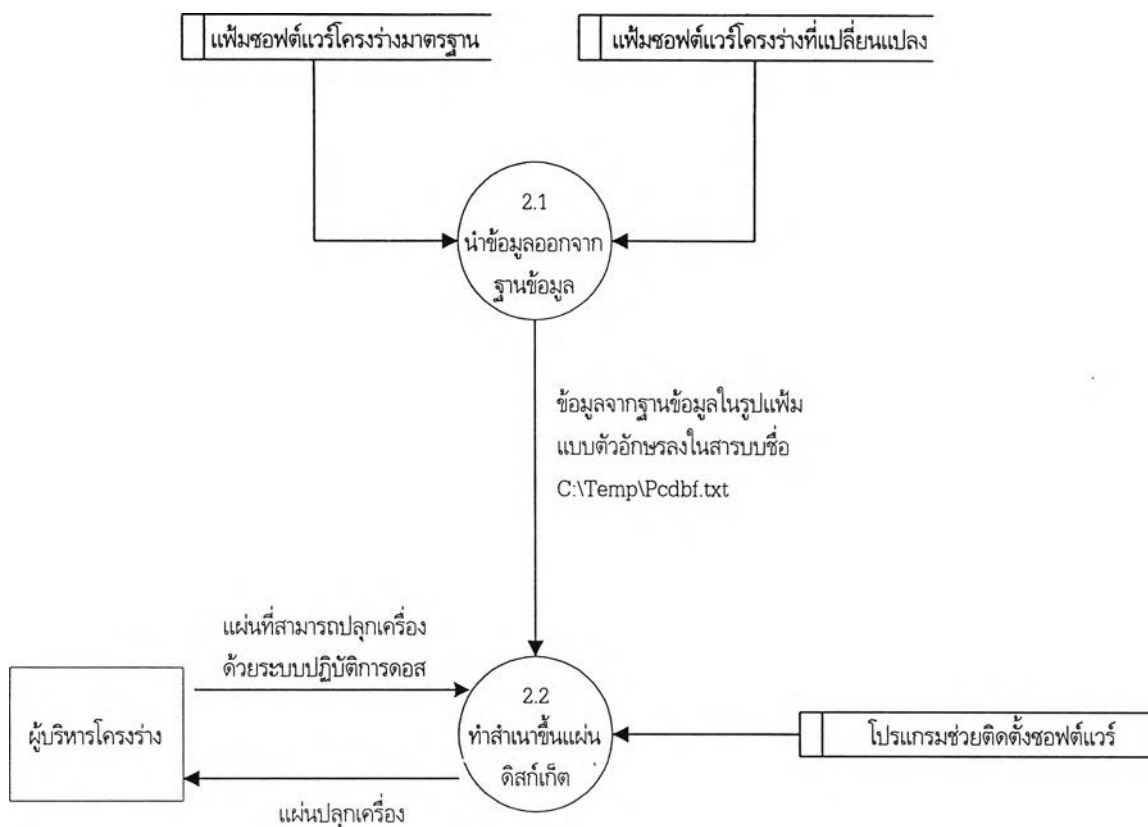 แฟ้มซอฟต์แวร์โครงร่างมาตรฐาน
แฟ้มซอฟต์แวร์โครงร่างที่เปลี่ยนแปลง
2.1
นำข้อมูลออกจาก
ฐานข้อมูล
ข้อมูลจากฐานข้อมูลในรูปแฟ้ม
แบบตัวอักษรลงในสารบบชื่อ
C:\Temp\Pcdbf.txt
แผ่นที่สามารถปลุกเครื่อง
ด้วยระบบปฏิบัติการดอส
ผู้บริหารโครงร่าง
2.2
ทำสำเนาขึ้นแผ่น
ดิสก์เก็ต
โปรแกรมช่วยติดตั้งซอฟต์แวร์
แผ่นปลุกเครื่อง